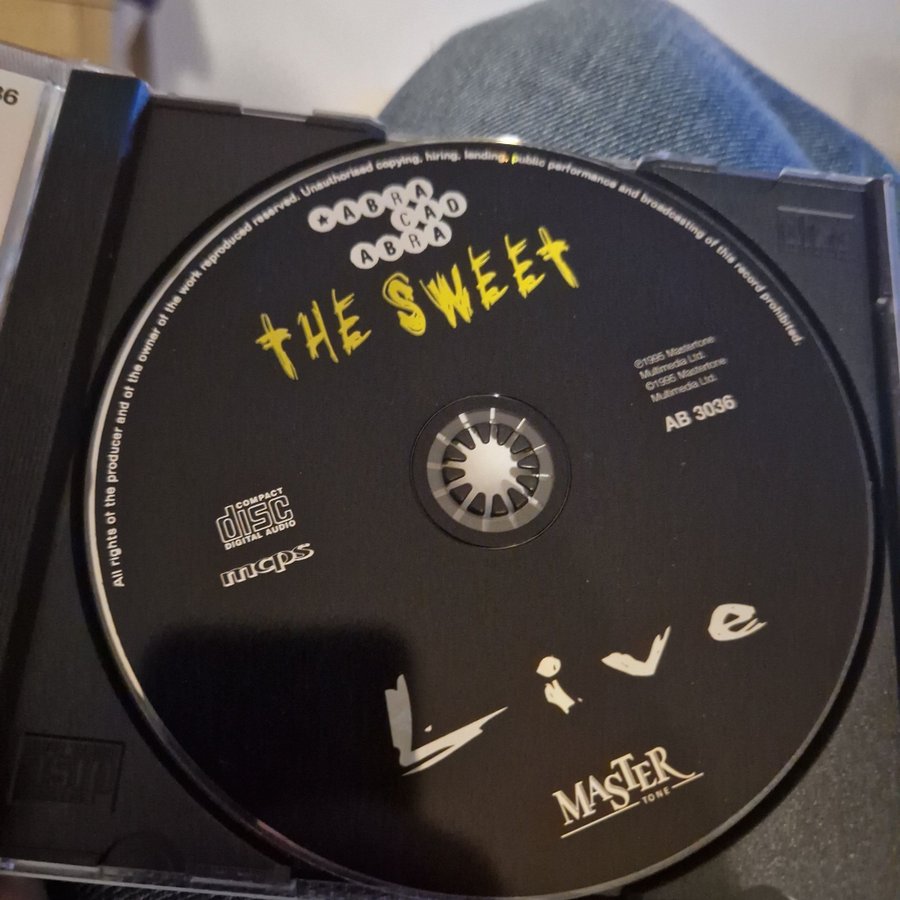 36
All rights of the producer and of the owner of the work reproduced reserved. Unauthorised copying, hiring, lending, public performance and broadcasting of this record prohibited.
ABRA
CAD
ABRA
THE SWEET
℗1995 Mastertone
Multimedia Ltd.
©1995 Mastertone
Multimedia Ltd.
AB 3036
COMPACT
disc
DIGITAL AUDIO
mcps
Live
MASTER
TONE